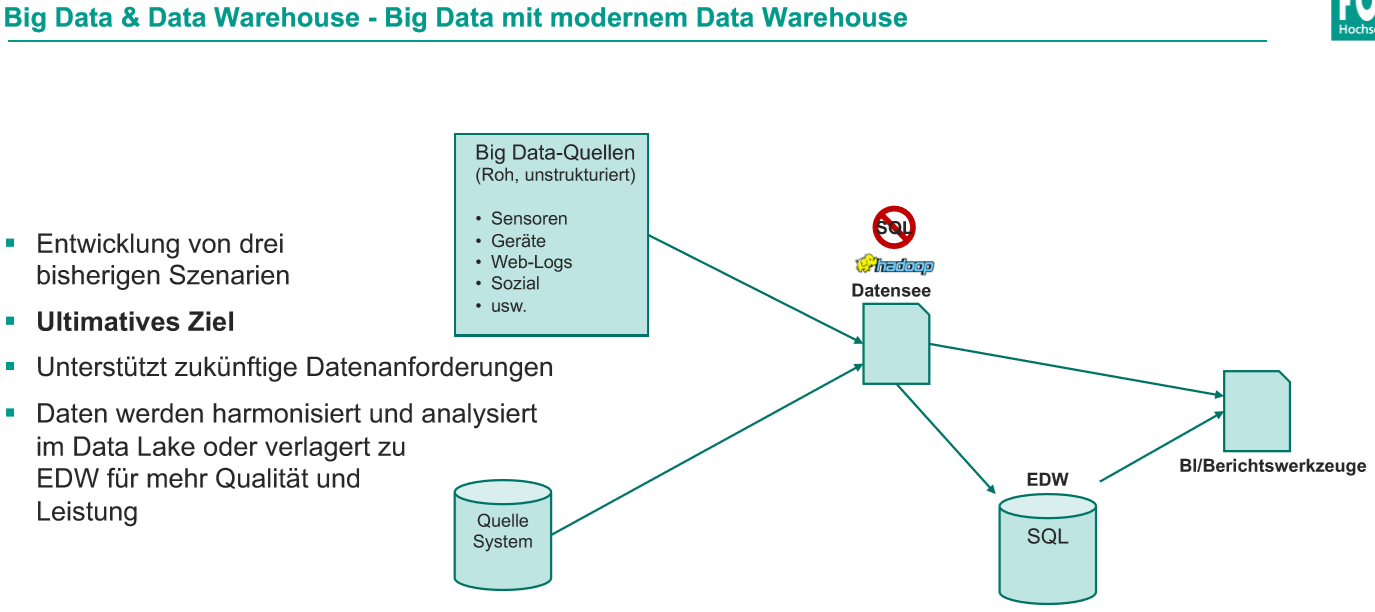 Big Data & Data Warehouse - Big Data mit modernem Data Warehouse
Entwicklung von drei
bisherigen Szenarien
Ultimatives Ziel
Unterstützt zukünftige Datenanforderungen
Daten werden harmonisiert und analysiert
im Data Lake oder verlagert zu
EDW für mehr Qualität und
Leistung
Big Data-Quellen
(Roh, unstrukturiert)
• Sensoren
• Geräte
• Web-Logs
• Sozial
• usw.
Quelle
System
SQL
hadoop
Datensee
EDW
SQL
BI/Berichtswerkzeuge